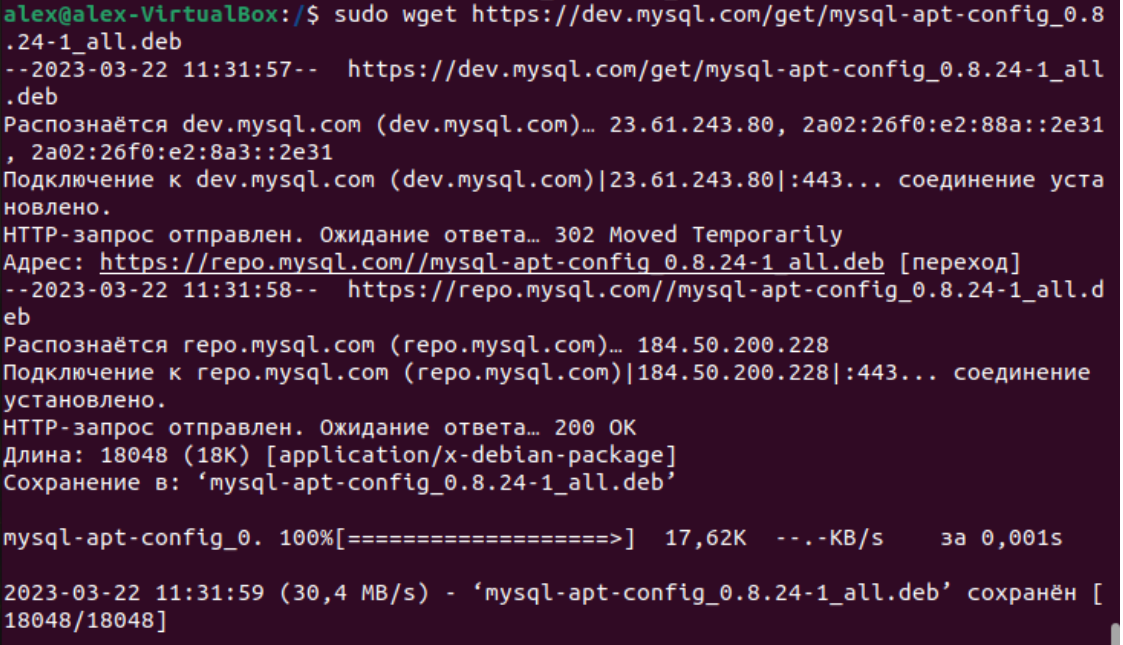 alex@alex-VirtualBox:/$ sudo wget https://dev.mysql.com/get/mysql-apt-config_0.8
.24-1_all.deb
--2023-03-22 11:31:57--  https://dev.mysql.com/get/mysql-apt-config_0.8.24-1_all
.deb
Распознаётся dev.mysql.com (dev.mysql.com)… 23.61.243.80, 2a02:26f0:e2:88a::2e31
, 2a02:26f0:e2:8a3::2e31
Подключение к dev.mysql.com (dev.mysql.com)|23.61.243.80|:443... соединение уста
новлено.
HTTP-запрос отправлен. Ожидание ответа… 302 Moved Temporarily
Адрес: https://repo.mysql.com//mysql-apt-config_0.8.24-1_all.deb [переход]
--2023-03-22 11:31:58--  https://repo.mysql.com//mysql-apt-config_0.8.24-1_all.d
eb
Распознаётся repo.mysql.com (repo.mysql.com)… 184.50.200.228
Подключение к repo.mysql.com (repo.mysql.com)|184.50.200.228|:443... соединение
установлено.
HTTP-запрос отправлен. Ожидание ответа… 200 OK
Длина: 18048 (18K) [application/x-debian-package]
Сохранение в: ‘mysql-apt-config_0.8.24-1_all.deb’
mysql-apt-config_0. 100%[===================>]  17,62K  --.-KB/s    за 0,001s
2023-03-22 11:31:59 (30,4 MB/s) - ‘mysql-apt-config_0.8.24-1_all.deb’ сохранён [
18048/18048]